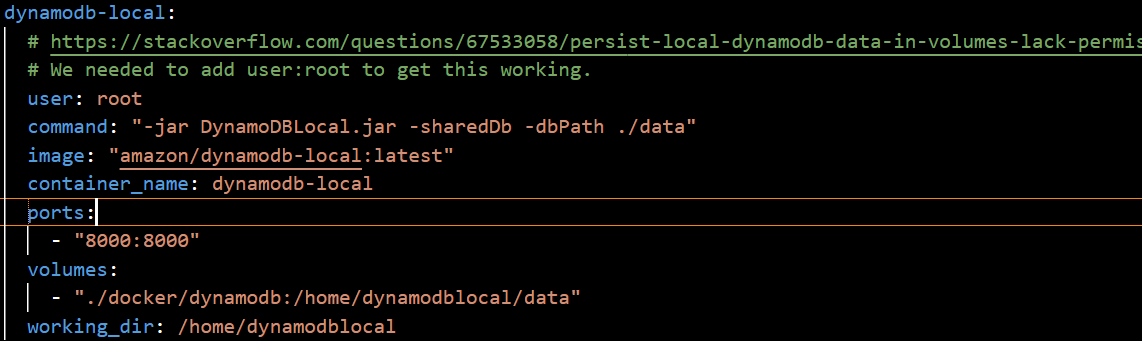 dynamodb-local:
# https://stackoverflow.com/questions/67533058/persist-local-dynamodb-data-in-volumes-lack-permis
# We needed to add user:root to get this working.
user: root
command: "-jar DynamoDBLocal.jar -sharedDb -dbPath ./data"
image: "amazon/dynamodb-local:latest"
container_name: dynamodb-local
ports:
- "8000:8000"
volumes:
- "./docker/dynamodb:/home/dynamodblocal/data"
working_dir: /home/dynamodblocal